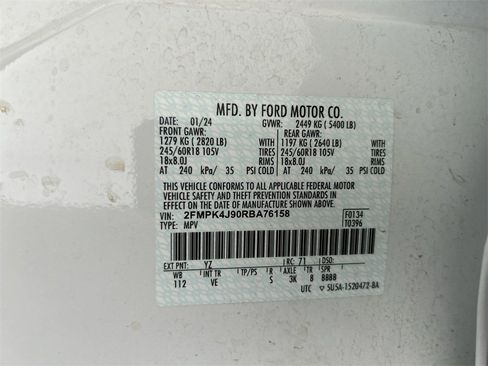 MFD. BY FORD MOTOR CO.
DATE: 01/24 GVWR: 2449 KG ( 5400 LB)
FRONT GAWR: REAR GAWR:
1279 KG ( 2820 LB) 1197 KG ( 2640 LB)
245/60R18 105V TIRES 245/60R18 105V TIRES
18x8.0J RIMS 18x8.0J RIMS
AT 240 kPa/ 35 PSI COLD AT 240 kPa/ 35 PSI COLD
THIS VEHICLE CONFORMS TO ALL APPLICABLE FEDERAL MOTOR
VEHICLE SAFETY AND THEFT PREVENTION STANDARDS IN
EFFECT ON THE DATE OF MANUFACTURE SHOWN ABOVE.
VIN: 2FMPK4J90RBA76158 F0134
TYPE: MPV T0396
EXT PNT: YZ RC: 71
WB INT TR TP/PS R AXLE TR SPR
112 VE S 3K 8 8888
UTC 5U5A-1520472-BA